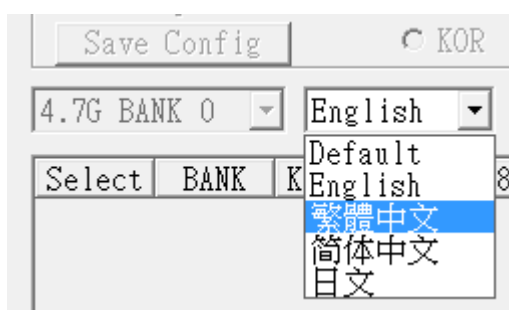 Save Config KOR
4.7G BANK 0 English
Default
Select BANK K English 8
繁體中文
简体中文
日文